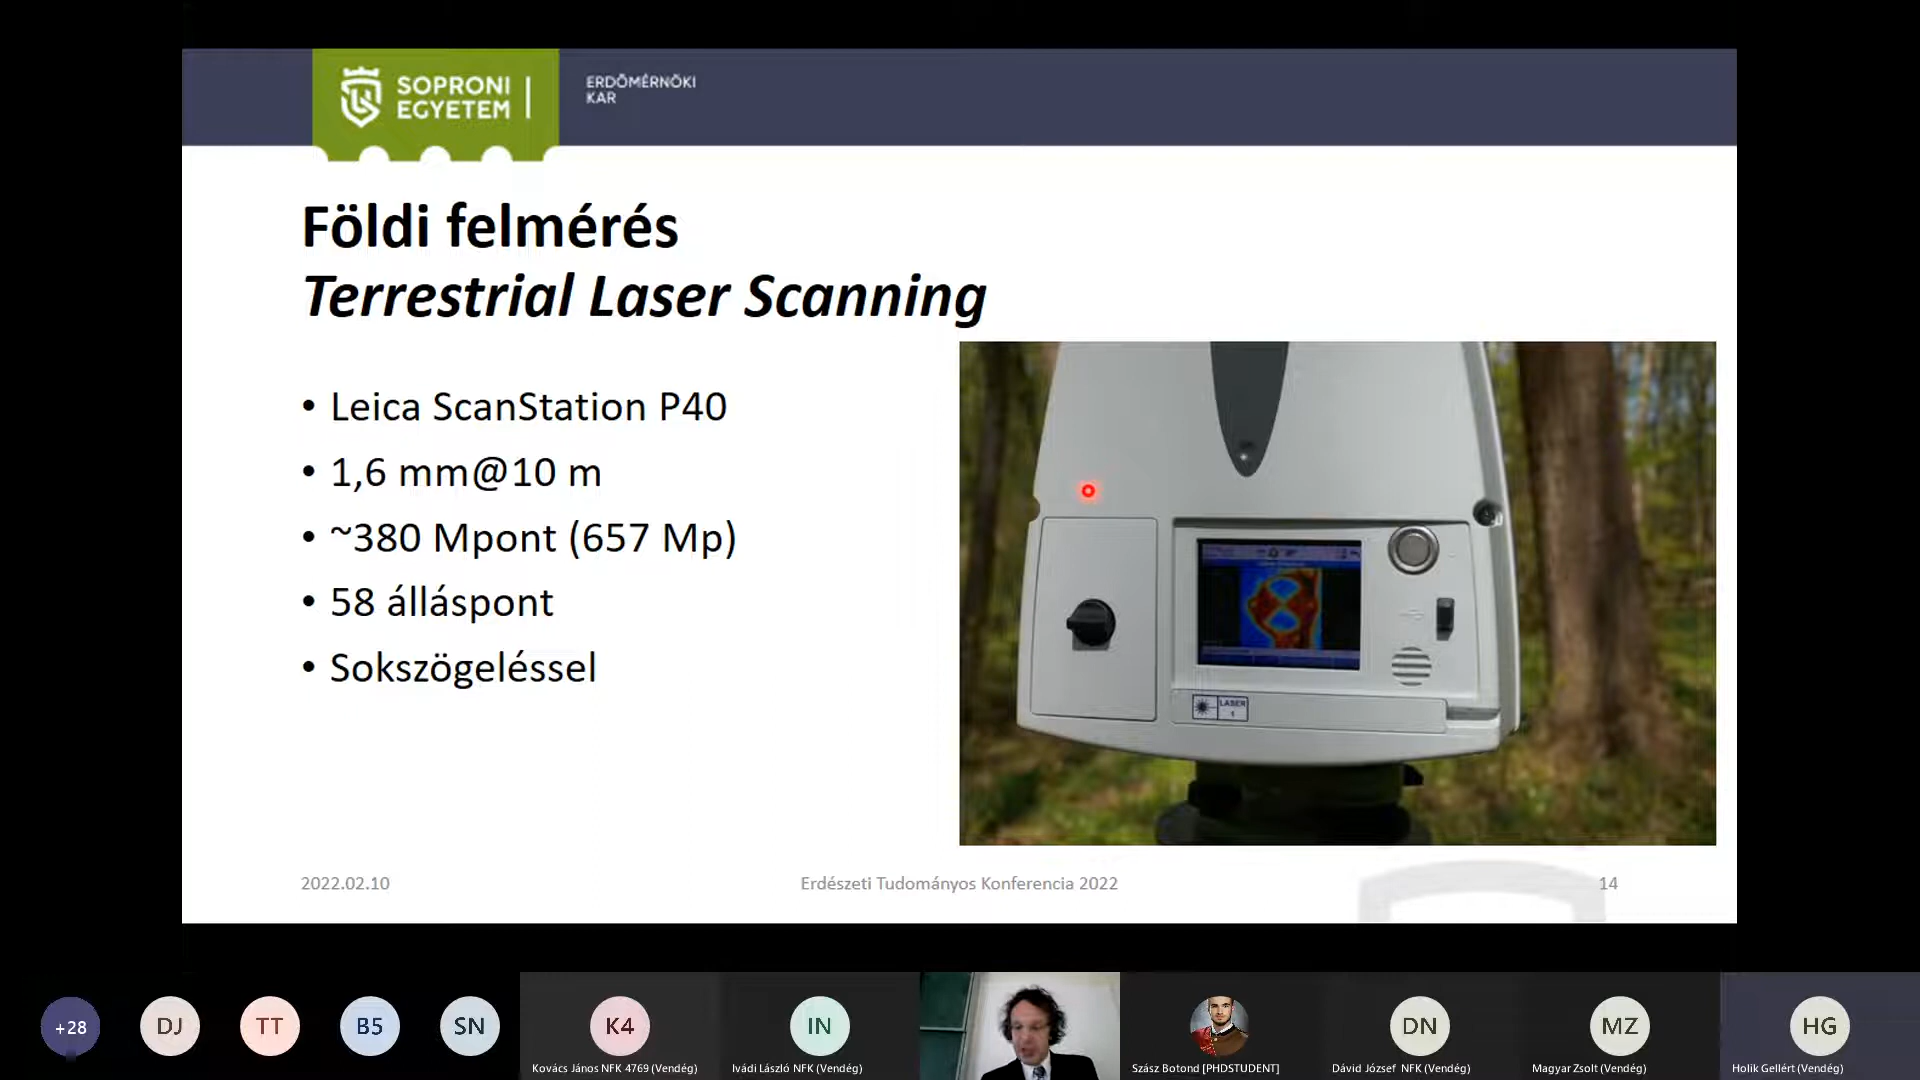 SOPRONI
EGYETEM
ERDŐMÉRNÖKI
KAR
Földi felmérés
Terrestrial Laser Scanning
• Leica ScanStation P40
• 1,6 mm@10 m
• ~380 Mpont (657 Mp)
• 58 álláspont
• Sokszögeléssel
LASER
1
2022.02.10
Erdészeti Tudományos Konferencia 2022
14
+28
DJ
TT
B5
SN
K4
IN
DN
MZ
HG
Kovács János NFK 4769 (Vendég)
Ivádi László NFK (Vendég)
Szász Botond [PHDSTUDENT]
Dávid József NFK (Vendég)
Magyar Zsolt (Vendég)
Holik Gellért (Vendég)